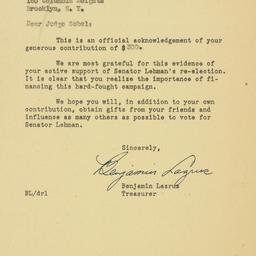 Brooklyn, N. Y.
Dear Judge Sobel:
This is an official acknowledgement of your
generous contribution of $200.
We are most grateful for this evidence of
your active support of Senator Lehman's re-election.
It is clear that you realize the importance of fi-
nancing this hard-fought campaign.
We hope you will, in addition to your own
contribution, obtain gifts from your friends and
influence as many others as possible to vote for
Senator Lehman.
Sincerely,
Benjamin Lazrus
Benjamin Lazrus
Treasurer
BL/drl